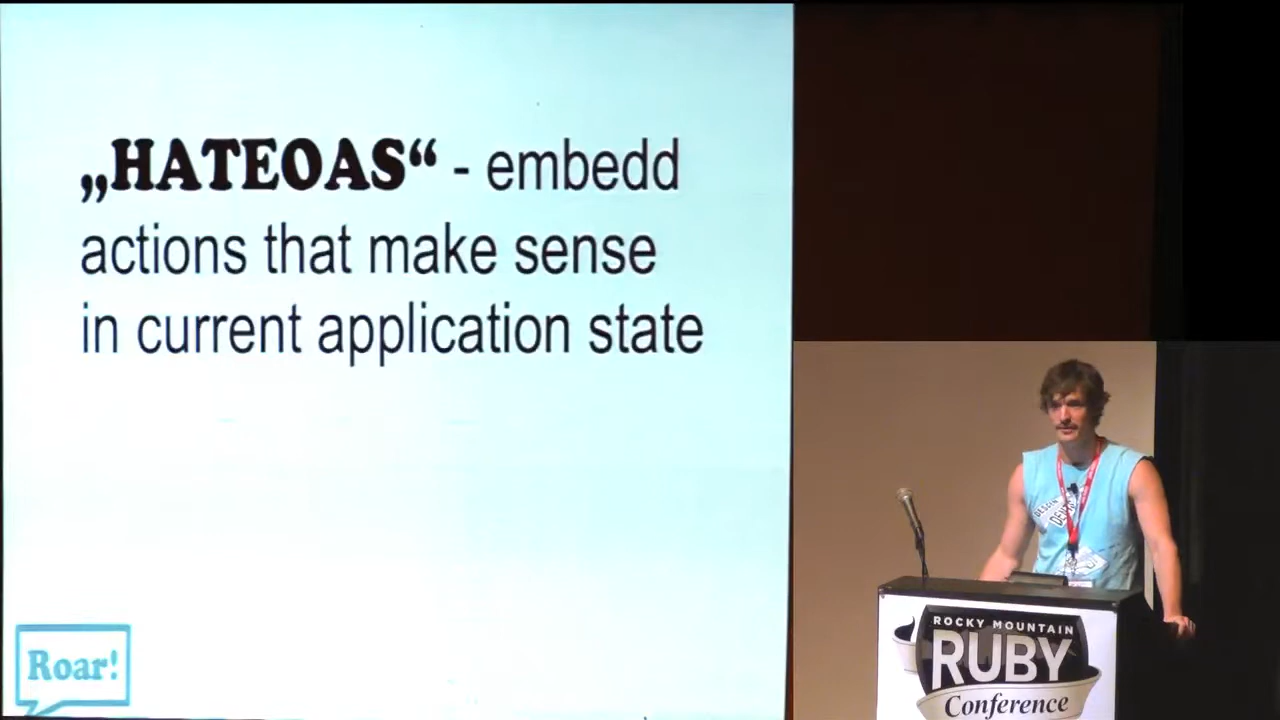 „HATEOAS“ - embedd
actions that make sense
in current application state
Roar!
ROCKY MOUNTAIN
RUBY
Conference